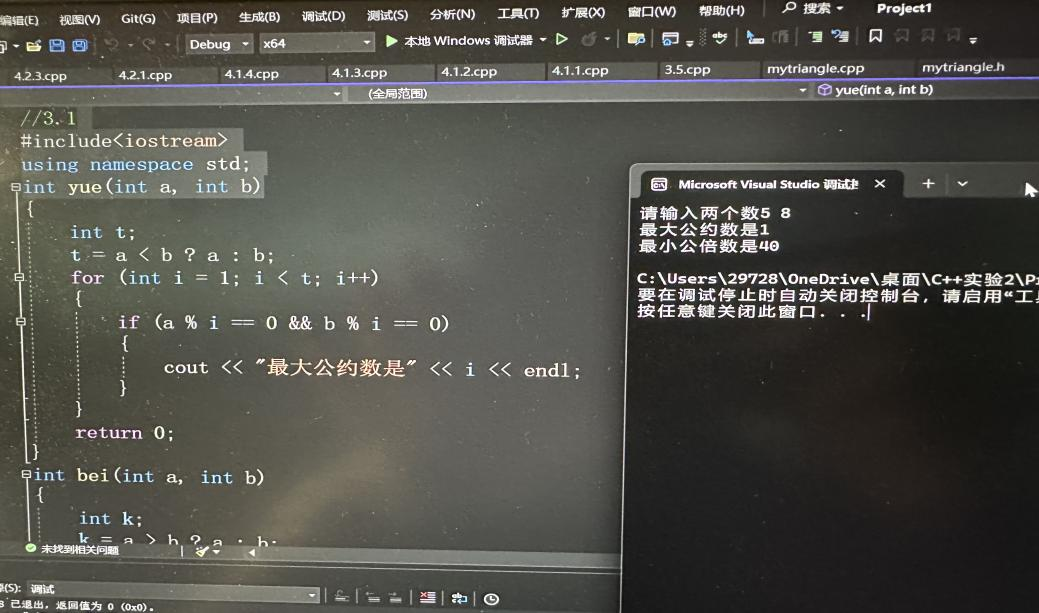 编辑(E) 视图(V) Git(G) 项目(P) 生成(B) 调试(D) 测试(S) 分析(N) 工具(T) 扩展(X) 窗口(W) 帮助(H) 搜索 Project1
Debug x64 本地 Windows 调试器
4.2.3.cpp 4.2.1.cpp 4.1.4.cpp 4.1.3.cpp 4.1.2.cpp 4.1.1.cpp 3.5.cpp mytriangle.cpp mytriangle.h
(全局范围) yue(int a, int b)
//3.1
#include<iostream>
using namespace std;
int yue(int a, int b)
{
int t;
t = a < b ? a : b;
for (int i = 1; i < t; i++)
{
if (a % i == 0 && b % i == 0)
{
cout << "最大公约数是" << i << endl;
}
}
return 0;
}
int bei(int a, int b)
{
int k;
k = a > b ? a : b;
未找到相关问题
(S): 调试
已退出，返回值为 0 (0x0)。
Microsoft Visual Studio 调试
请输入两个数5 8
最大公约数是1
最小公倍数是40
C:\Users\29728\OneDrive\桌面\C++实验2\P
要在调试停止时自动关闭控制台，请启用“工
按任意键关闭此窗口. . .